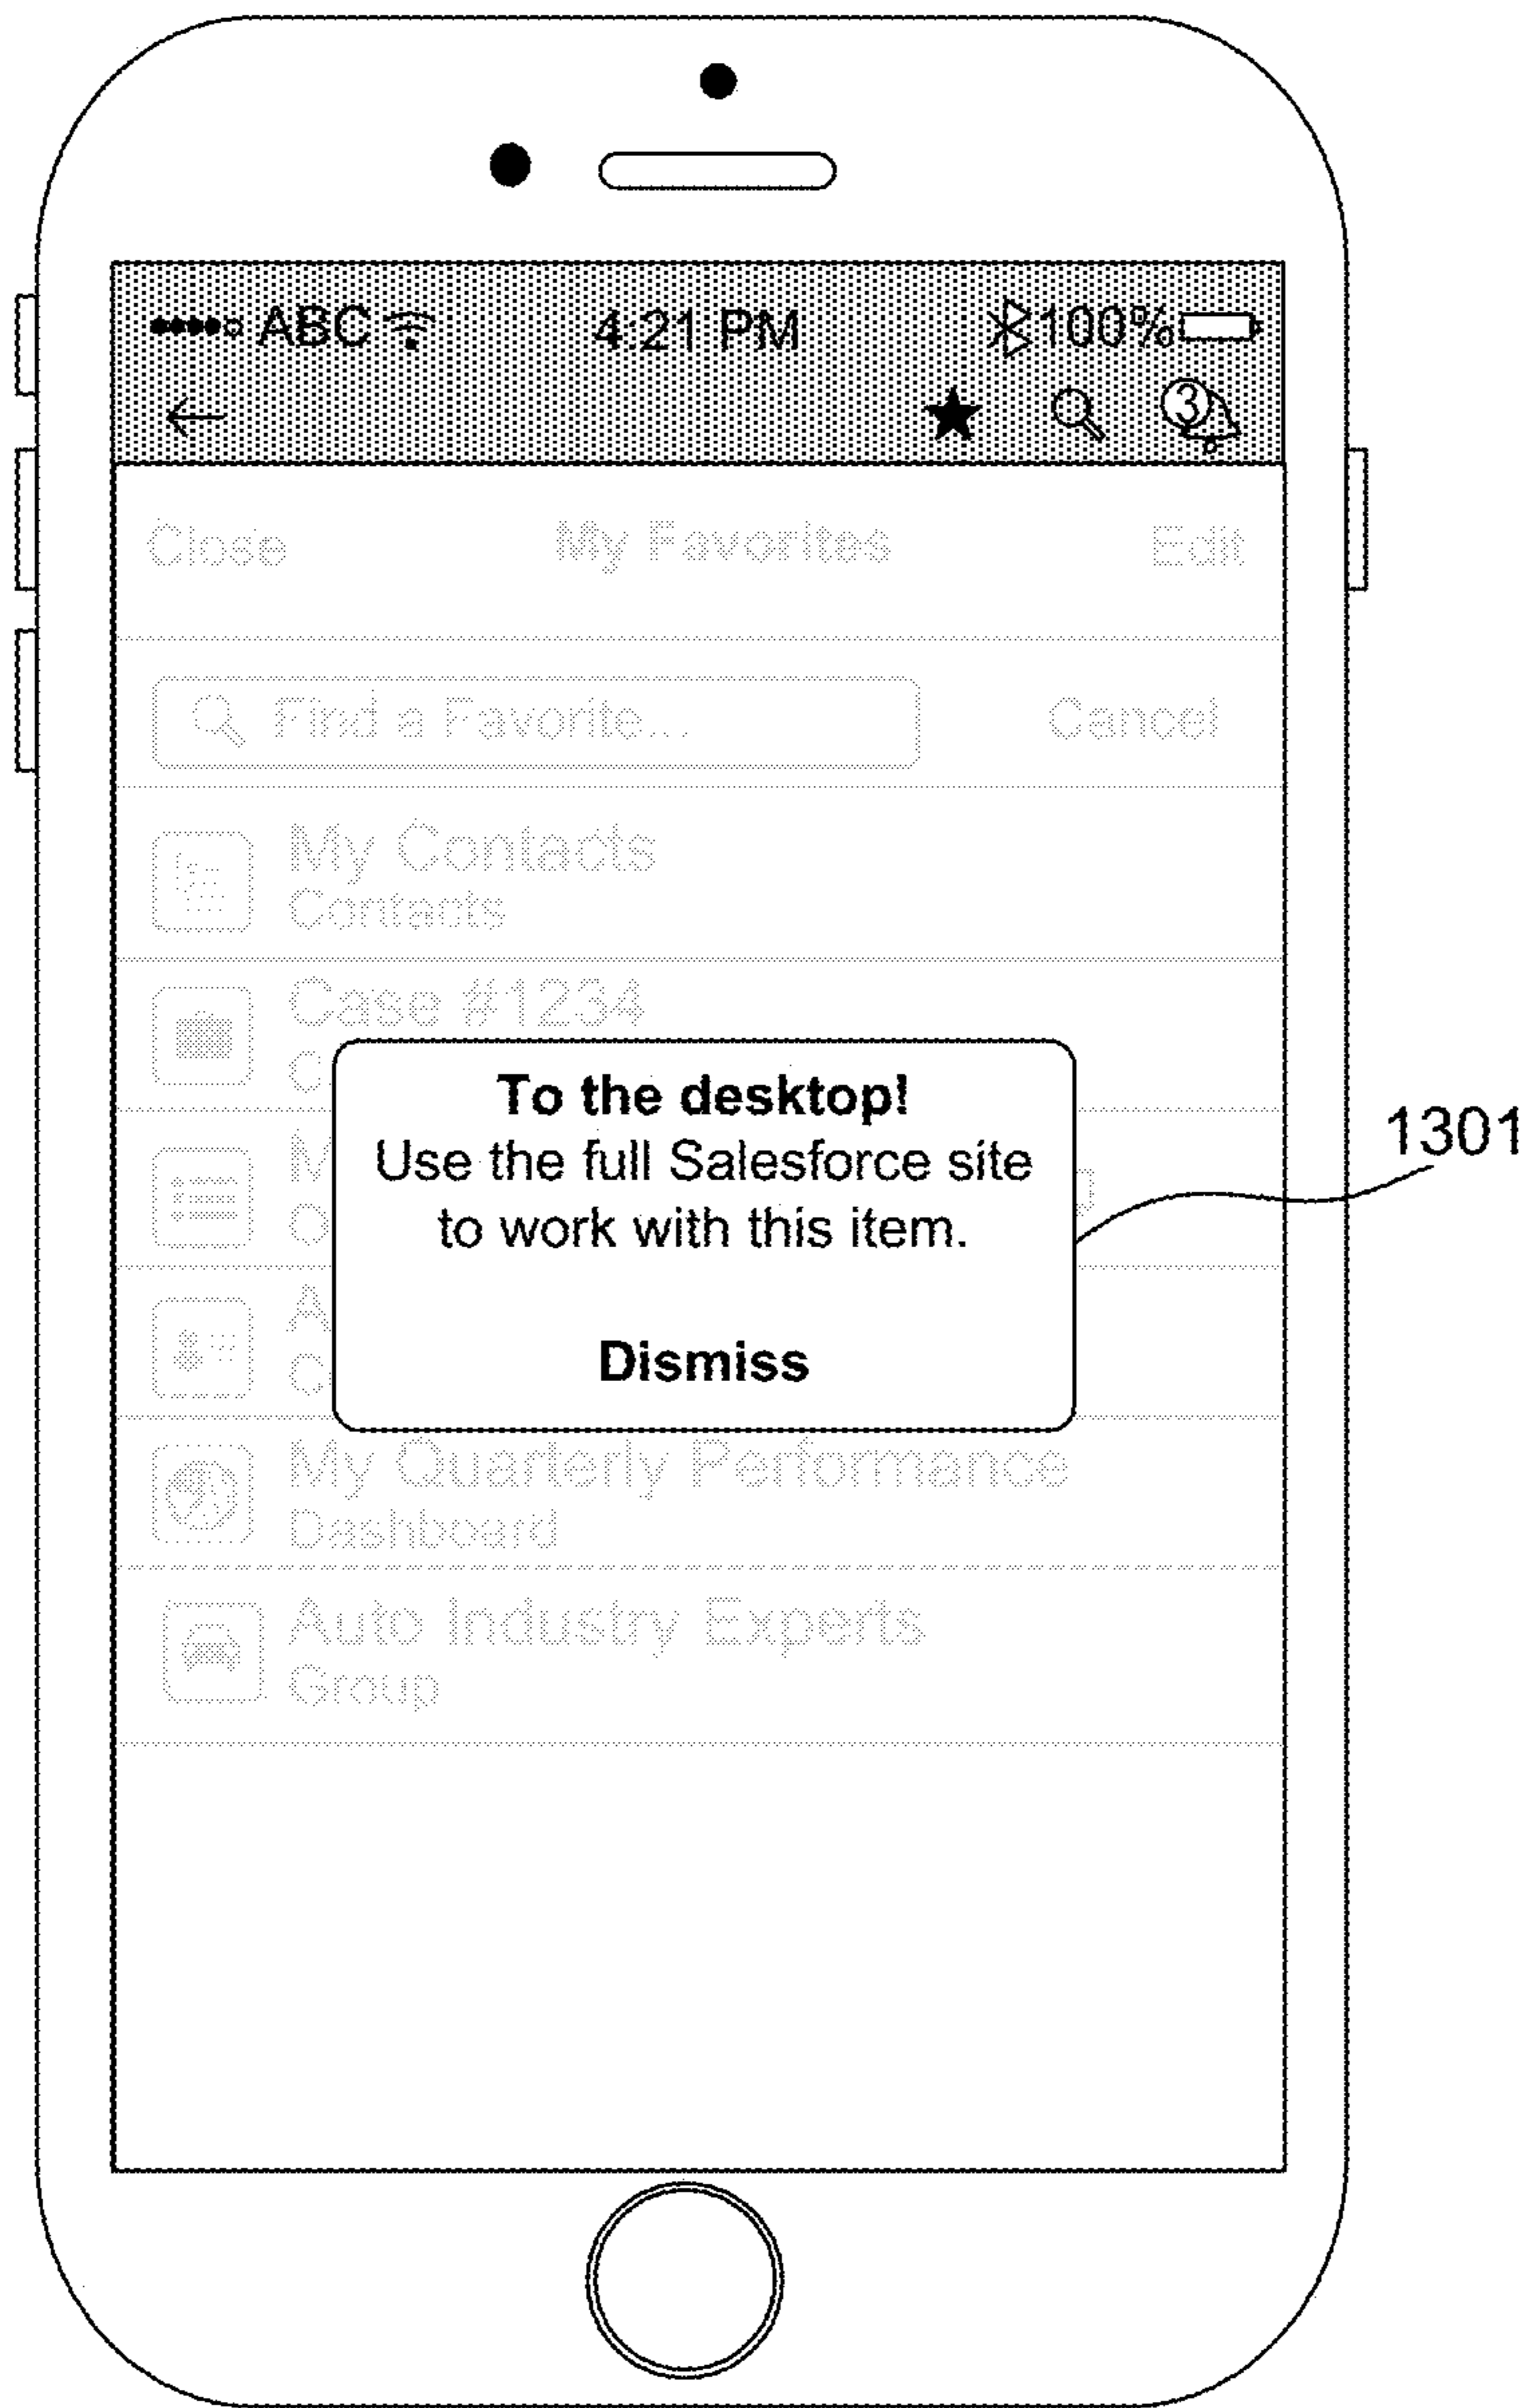 ABC 4:21 PM 100%
3
Close My Favorites Edit
Find a Favorite... Cancel
My Contacts
Contacts
Case #1234
C
To the desktop!
M
Use the full Salesforce site
1301
O
to work with this item.
A
C
Dismiss
My Quarterly Performance
Dashboard
Auto Industry Experts
Group